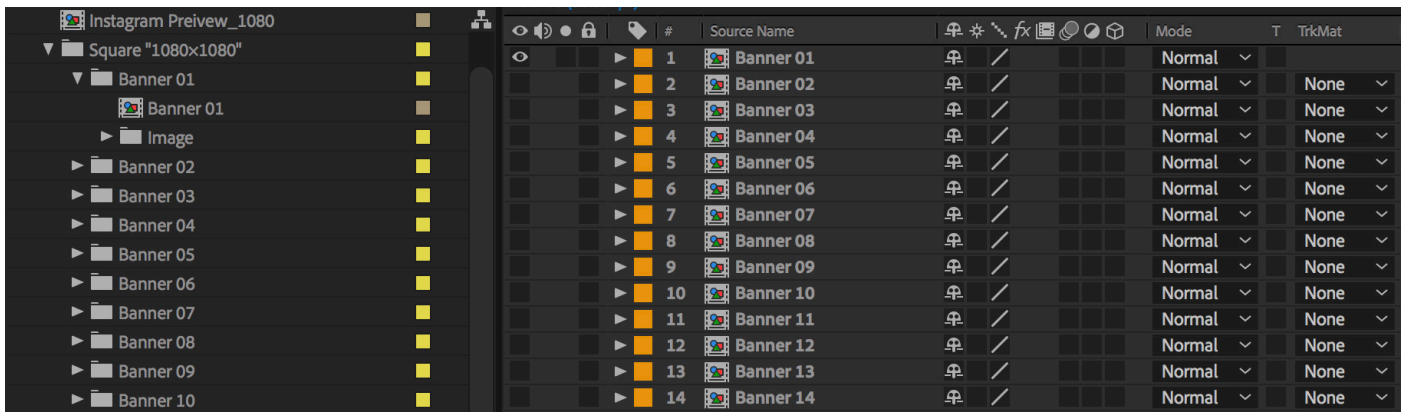 Instagram Preivew_1080
Square "1080×1080"
Banner 01
Banner 01
Image
Banner 02
Banner 03
Banner 04
Banner 05
Banner 06
Banner 07
Banner 08
Banner 09
Banner 10
# Source Name fx Mode T TrkMat
1 Banner 01 Normal
2 Banner 02 Normal None
3 Banner 03 Normal None
4 Banner 04 Normal None
5 Banner 05 Normal None
6 Banner 06 Normal None
7 Banner 07 Normal None
8 Banner 08 Normal None
9 Banner 09 Normal None
10 Banner 10 Normal None
11 Banner 11 Normal None
12 Banner 12 Normal None
13 Banner 13 Normal None
14 Banner 14 Normal None